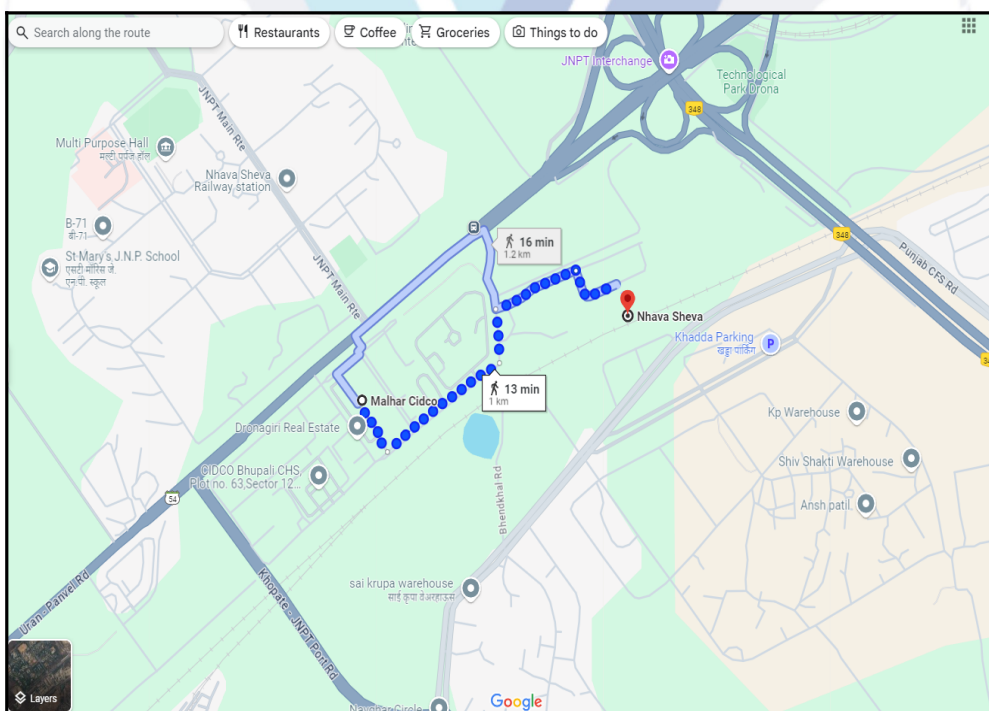 Search along the route
Restaurants
Coffee
Groceries
Things to do
JNPT Interchange
Technological
Park Drona
348
JNPT Main Rte
Multi Purpose Hall
मल्टी पर्पज हॉल
Nhava Sheva
Railway station
B-71
बी-71
348
16 min
1.2 km
St Mary's J.N.P. School
एसटी मॅरिस जे.
एन.पी. स्कूल
Punjab CFS Rd
JNPT Main Rte
Nhava Sheva
Khadda Parking
खड्डा पार्किंग
P
13 min
1 km
Malhar Cidco
Dronagiri Real Estate
Kp Warehouse
CIDCO Bhupali CHS,
Plot no. 63,Sector 12...
Shiv Shakti Warehouse
54
Bhendkhal Rd
Ansh patil
Uran - Panvel Rd
Khopate - JNPT Port Rd
sai krupa warehouse
साई कृपा वेअरहाऊस
Layers
Google
Circle